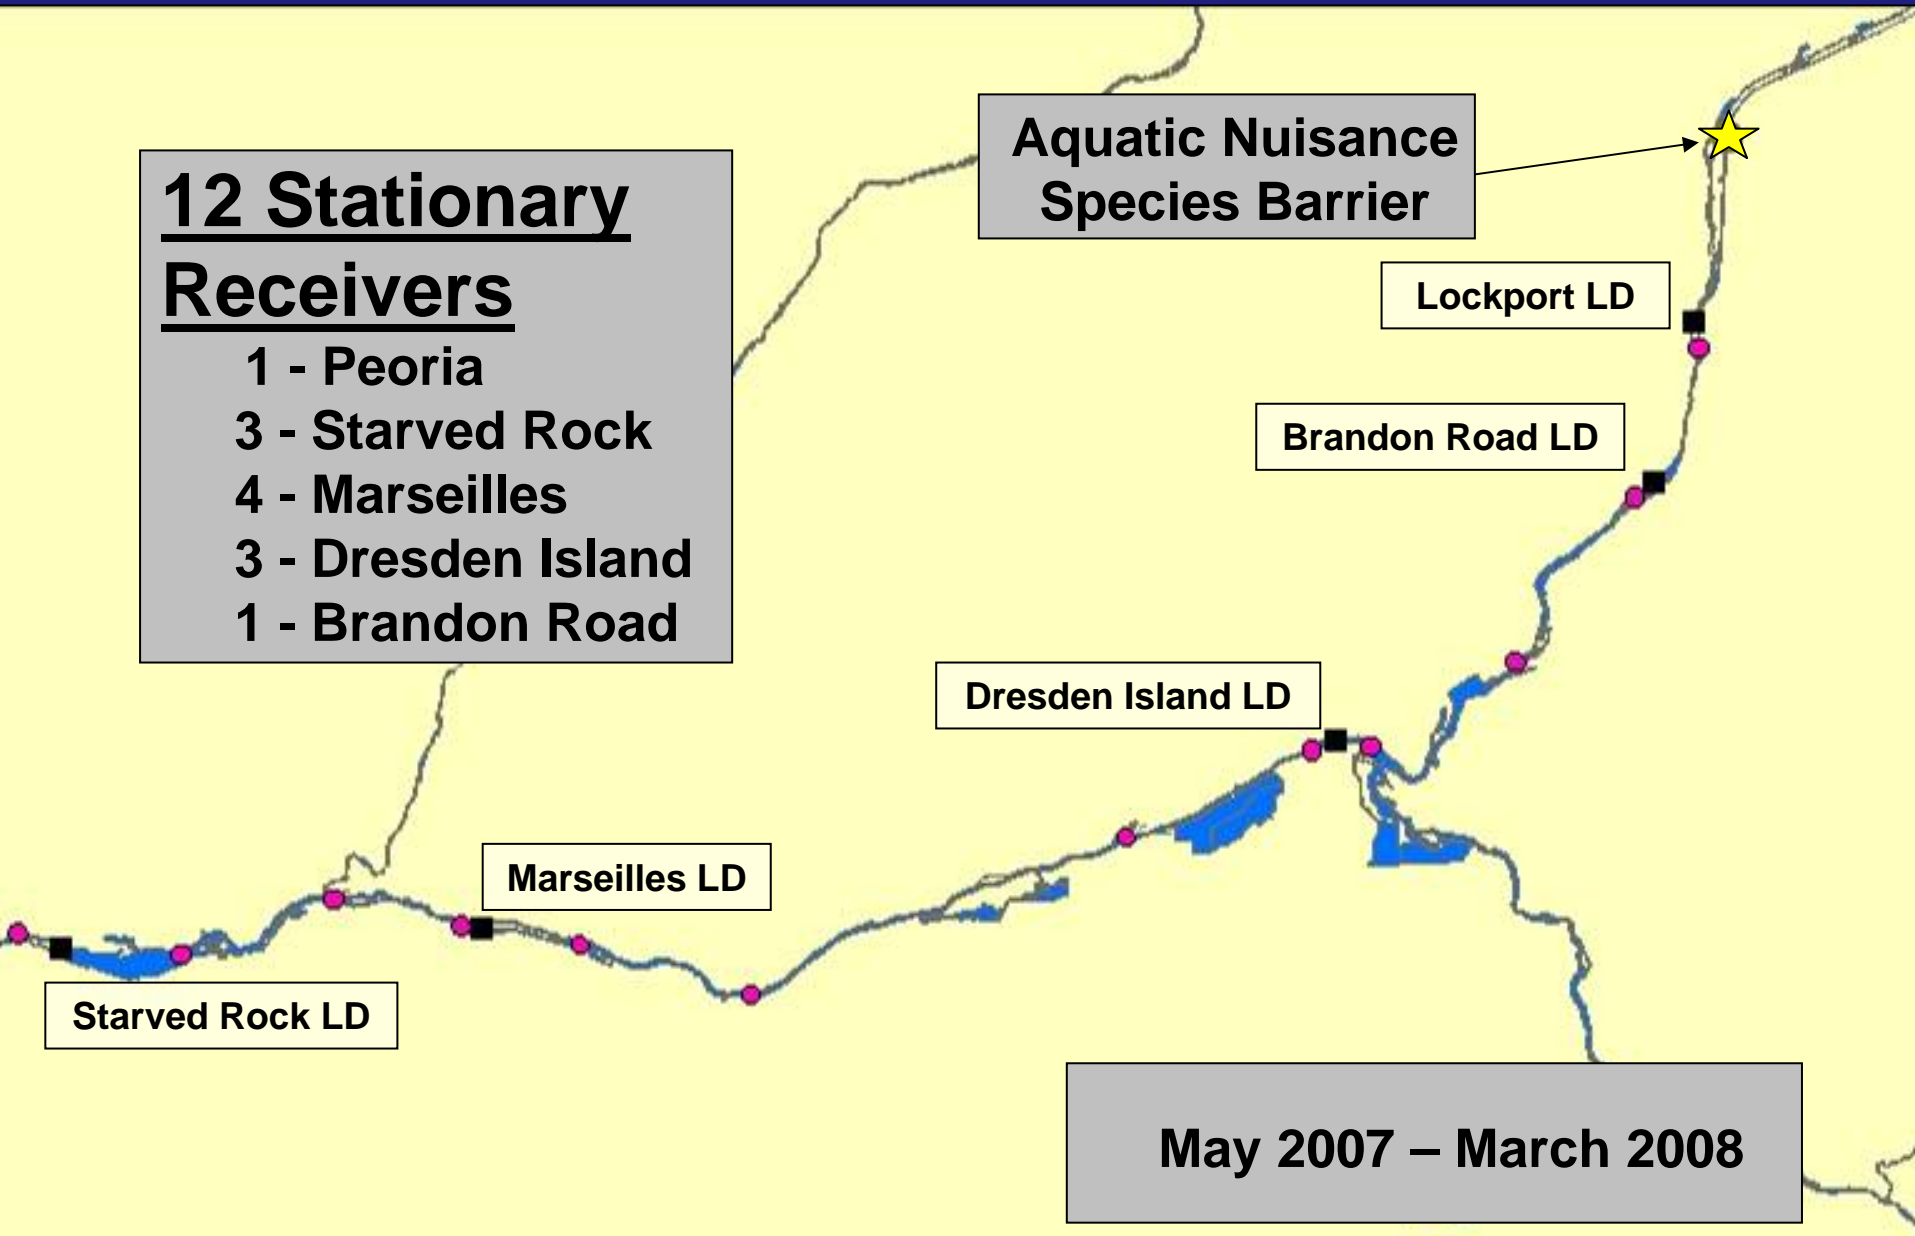 12 Stationary
Receivers
1 - Peoria
3 - Starved Rock
4 - Marseilles
3 - Dresden Island
1 - Brandon Road
Aquatic Nuisance
Species Barrier
Lockport LD
Brandon Road LD
Dresden Island LD
Marseilles LD
Starved Rock LD
May 2007 – March 2008